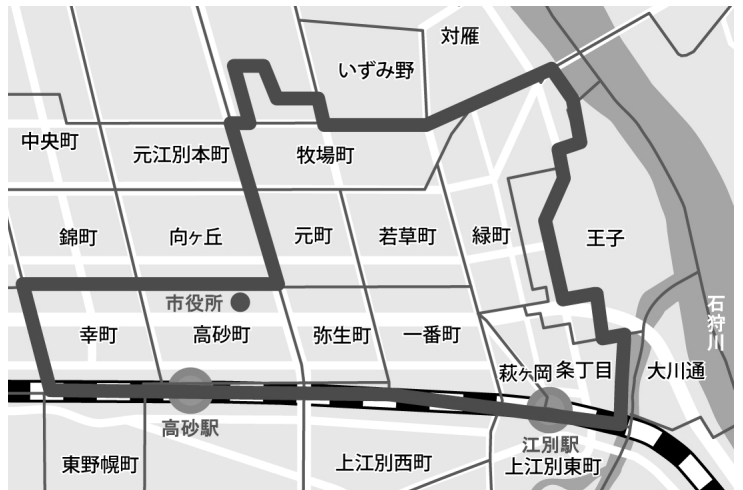 対雁
いずみ野
中央町
元江別本町
牧場町
錦町
向ヶ丘
元町
若草町
緑町
王子
市役所
石狩川
幸町
高砂町
弥生町
一番町
萩ヶ岡
条丁目
大川通
高砂駅
江別駅
東野幌町
上江別西町
上江別東町